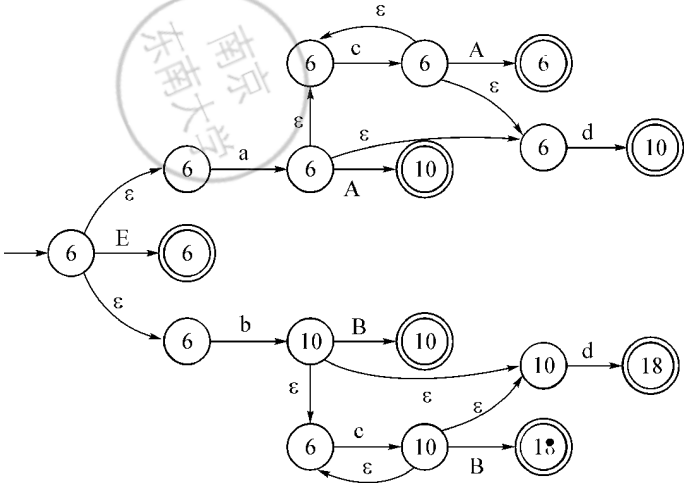 ε
6 c 6 A 6
南京
东南大学
ε ε ε
6 d 10
6 a 6 A 10
ε
6 E 6
ε
6 b 10 B 10
ε ε 10 d 18
ε
6 c 10 B 18
ε